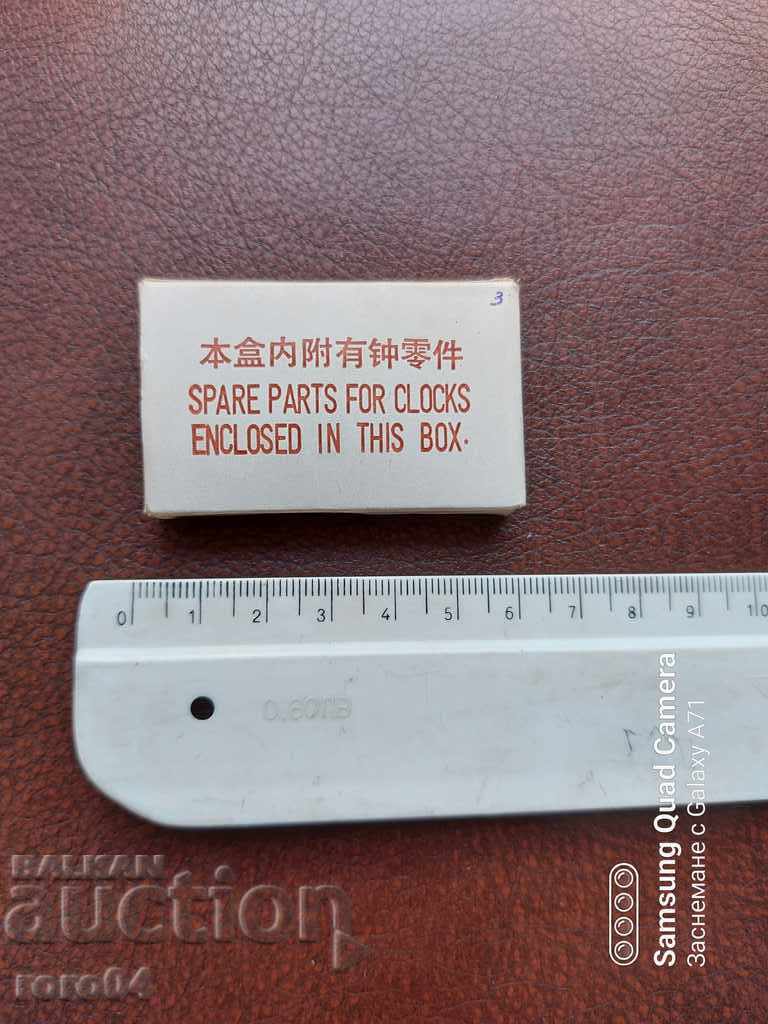 3
本盒内附有钟零件
SPARE PARTS FOR CLOCKS
ENCLOSED IN THIS BOX.
0 1 2 3 4 5 6 7 8 9 10
Samsung Quad Camera
Заснемане с Galaxy A71
BALKAN
auction
roro04